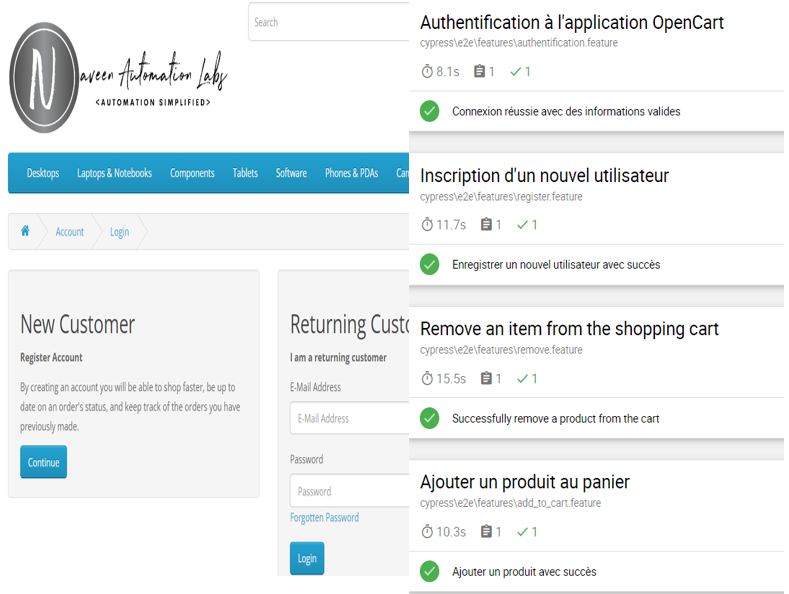 Search
N
aveen Automation Labs
<AUTOMATION SIMPLIFIED>
Desktops Laptops & Notebooks Components Tablets Software Phones & PDAs Cam
Account Login
New Customer
Register Account
By creating an account you will be able to shop faster, be up to
date on an order's status, and keep track of the orders you have
previously made.
Continue
Returning Custo
I am a returning customer
E-Mail Address
E-Mail Address
Password
Password
Forgotten Password
Login
Authentification à l'application OpenCart
cypress\e2e\features\authentification.feature
8.1s 1 1
Connexion réussie avec des informations valides
Inscription d'un nouvel utilisateur
cypress\e2e\features\register.feature
11.7s 1 1
Enregistrer un nouvel utilisateur avec succès
Remove an item from the shopping cart
cypress\e2e\features\remove.feature
15.5s 1 1
Successfully remove a product from the cart
Ajouter un produit au panier
cypress\e2e\features\add_to_cart.feature
10.3s 1 1
Ajouter un produit avec succès